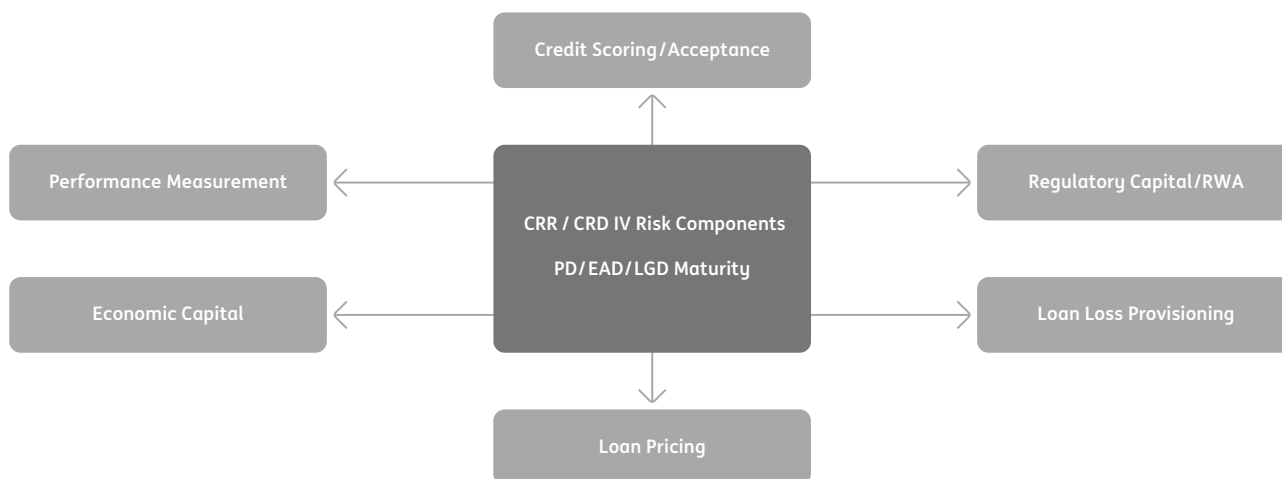 Credit Scoring/Acceptance
Performance Measurement
Regulatory Capital/RWA
CRR / CRD IV Risk Components
PD/EAD/LGD Maturity
Economic Capital
Loan Loss Provisioning
Loan Pricing